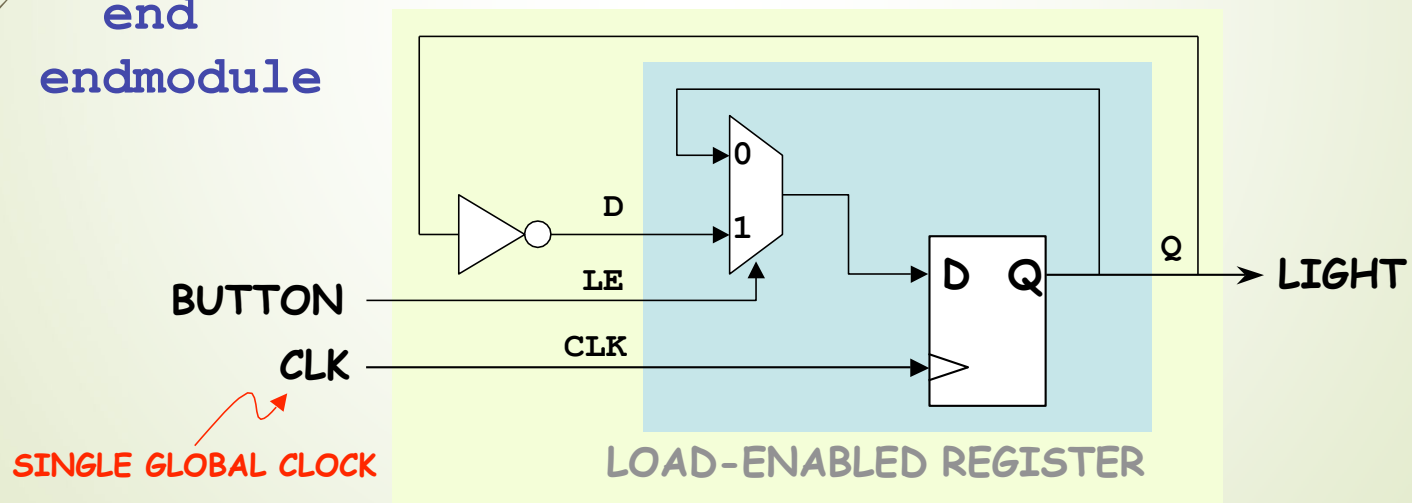 end
endmodule
0
D
1
Q
LE
D Q
LIGHT
BUTTON
CLK
CLK
SINGLE GLOBAL CLOCK
LOAD-ENABLED REGISTER